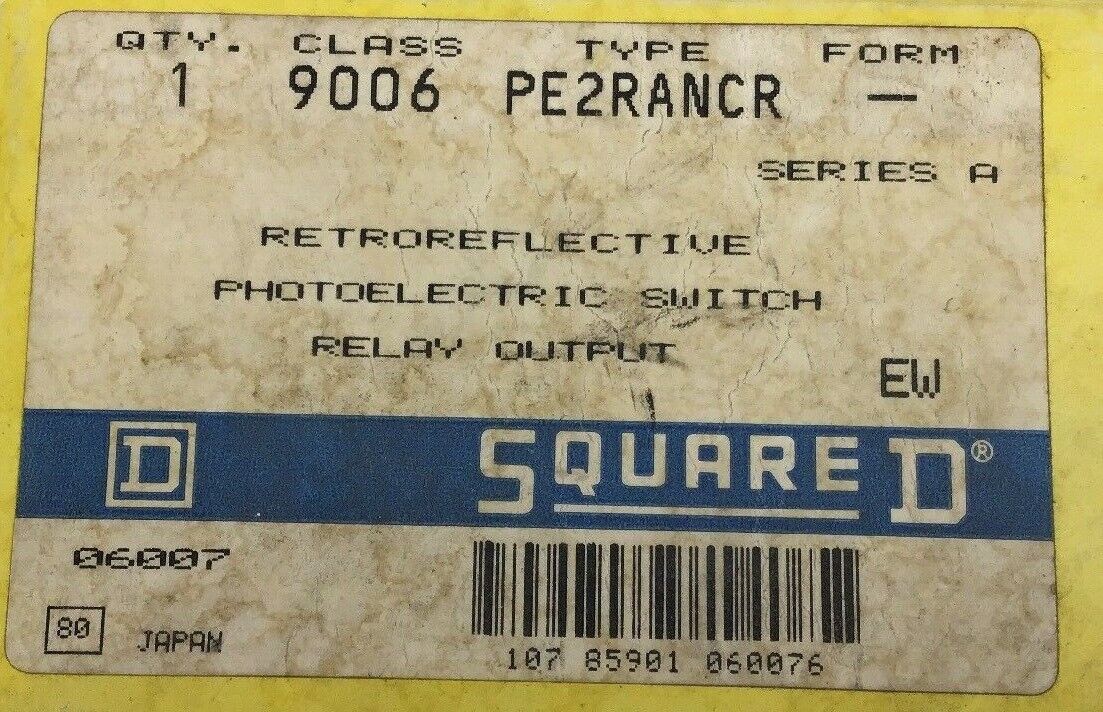 QTY. CLASS TYPE FORM
1 9006 PE2RANCR —
SERIES A
RETROREFLECTIVE
PHOTOELECTRIC SWITCH
RELAY OUTPUT
EW
D SQUARE D®
06007
80 JAPAN
107 85901 060076